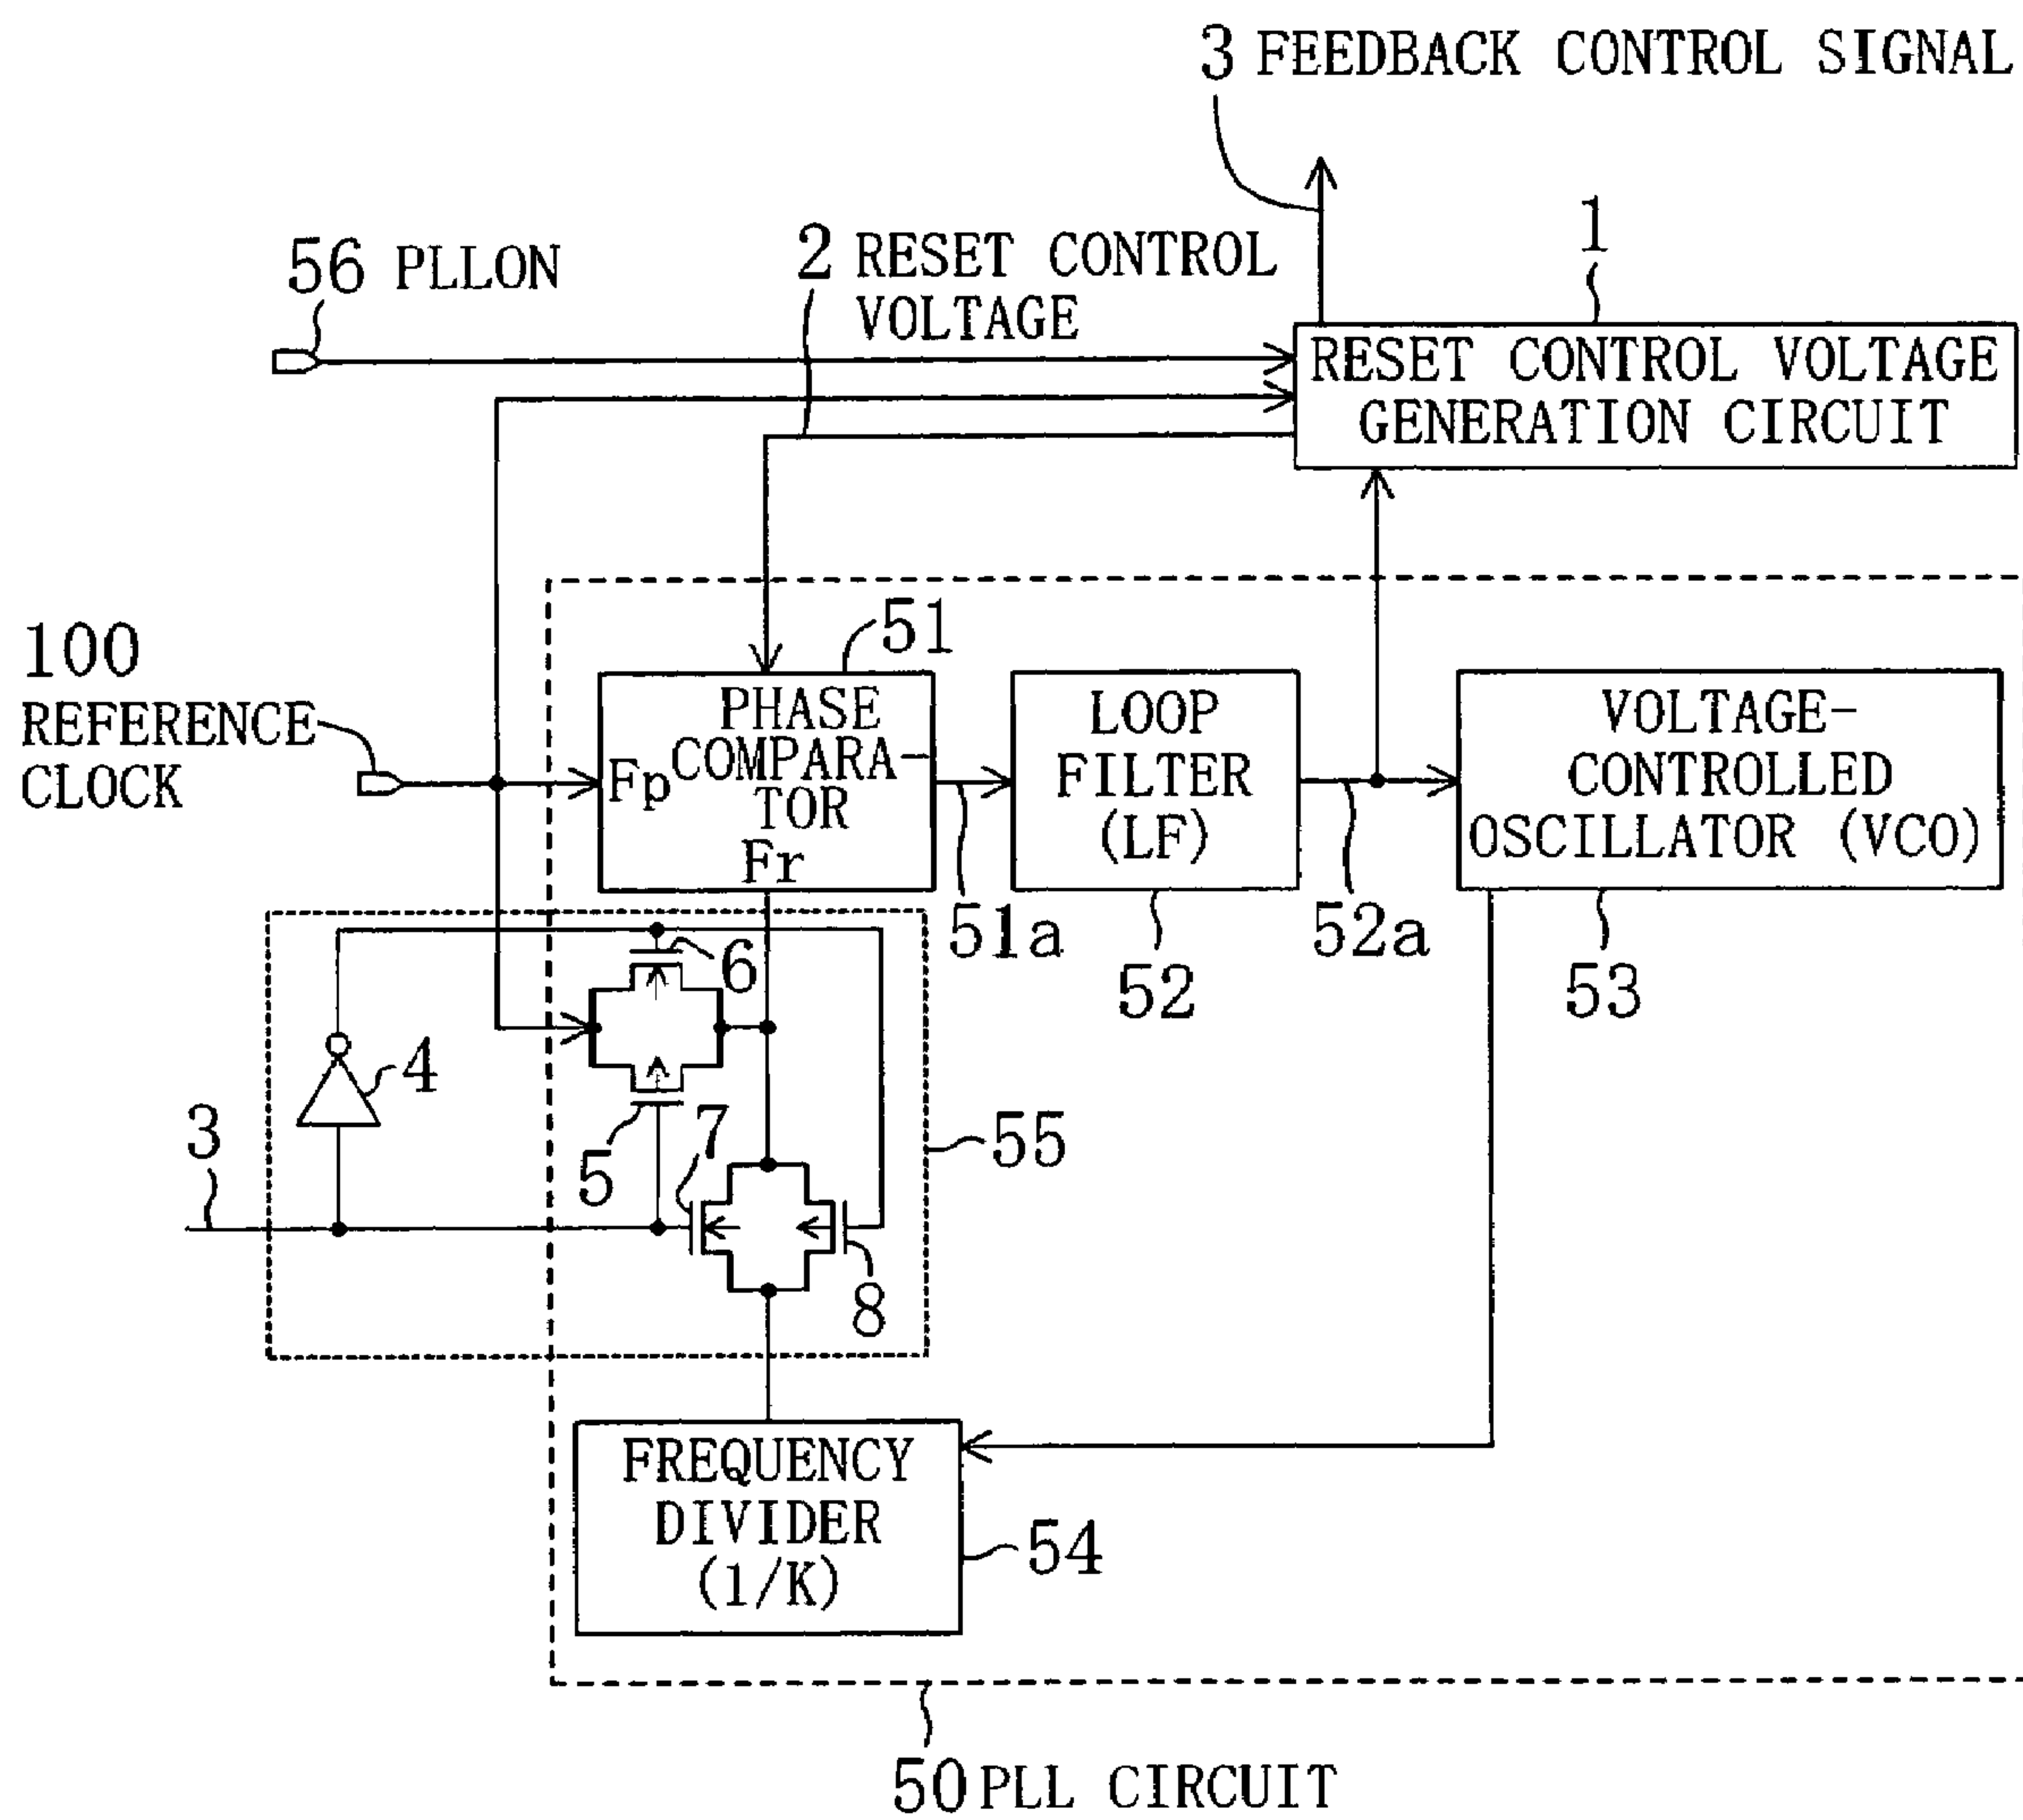 3 FEEDBACK CONTROL SIGNAL
56 PLLON
2 RESET CONTROL
VOLTAGE
1
RESET CONTROL VOLTAGE
GENERATION CIRCUIT
100
REFERENCE
CLOCK
51
PHASE
COMPARA-
TOR
Fp
Fr
LOOP
FILTER
(LF)
VOLTAGE-
CONTROLLED
OSCILLATOR (VCO)
51a
52
52a
53
6
4
3
5
7
55
8
FREQUENCY
DIVIDER
(1/K)
54
50 PLL CIRCUIT